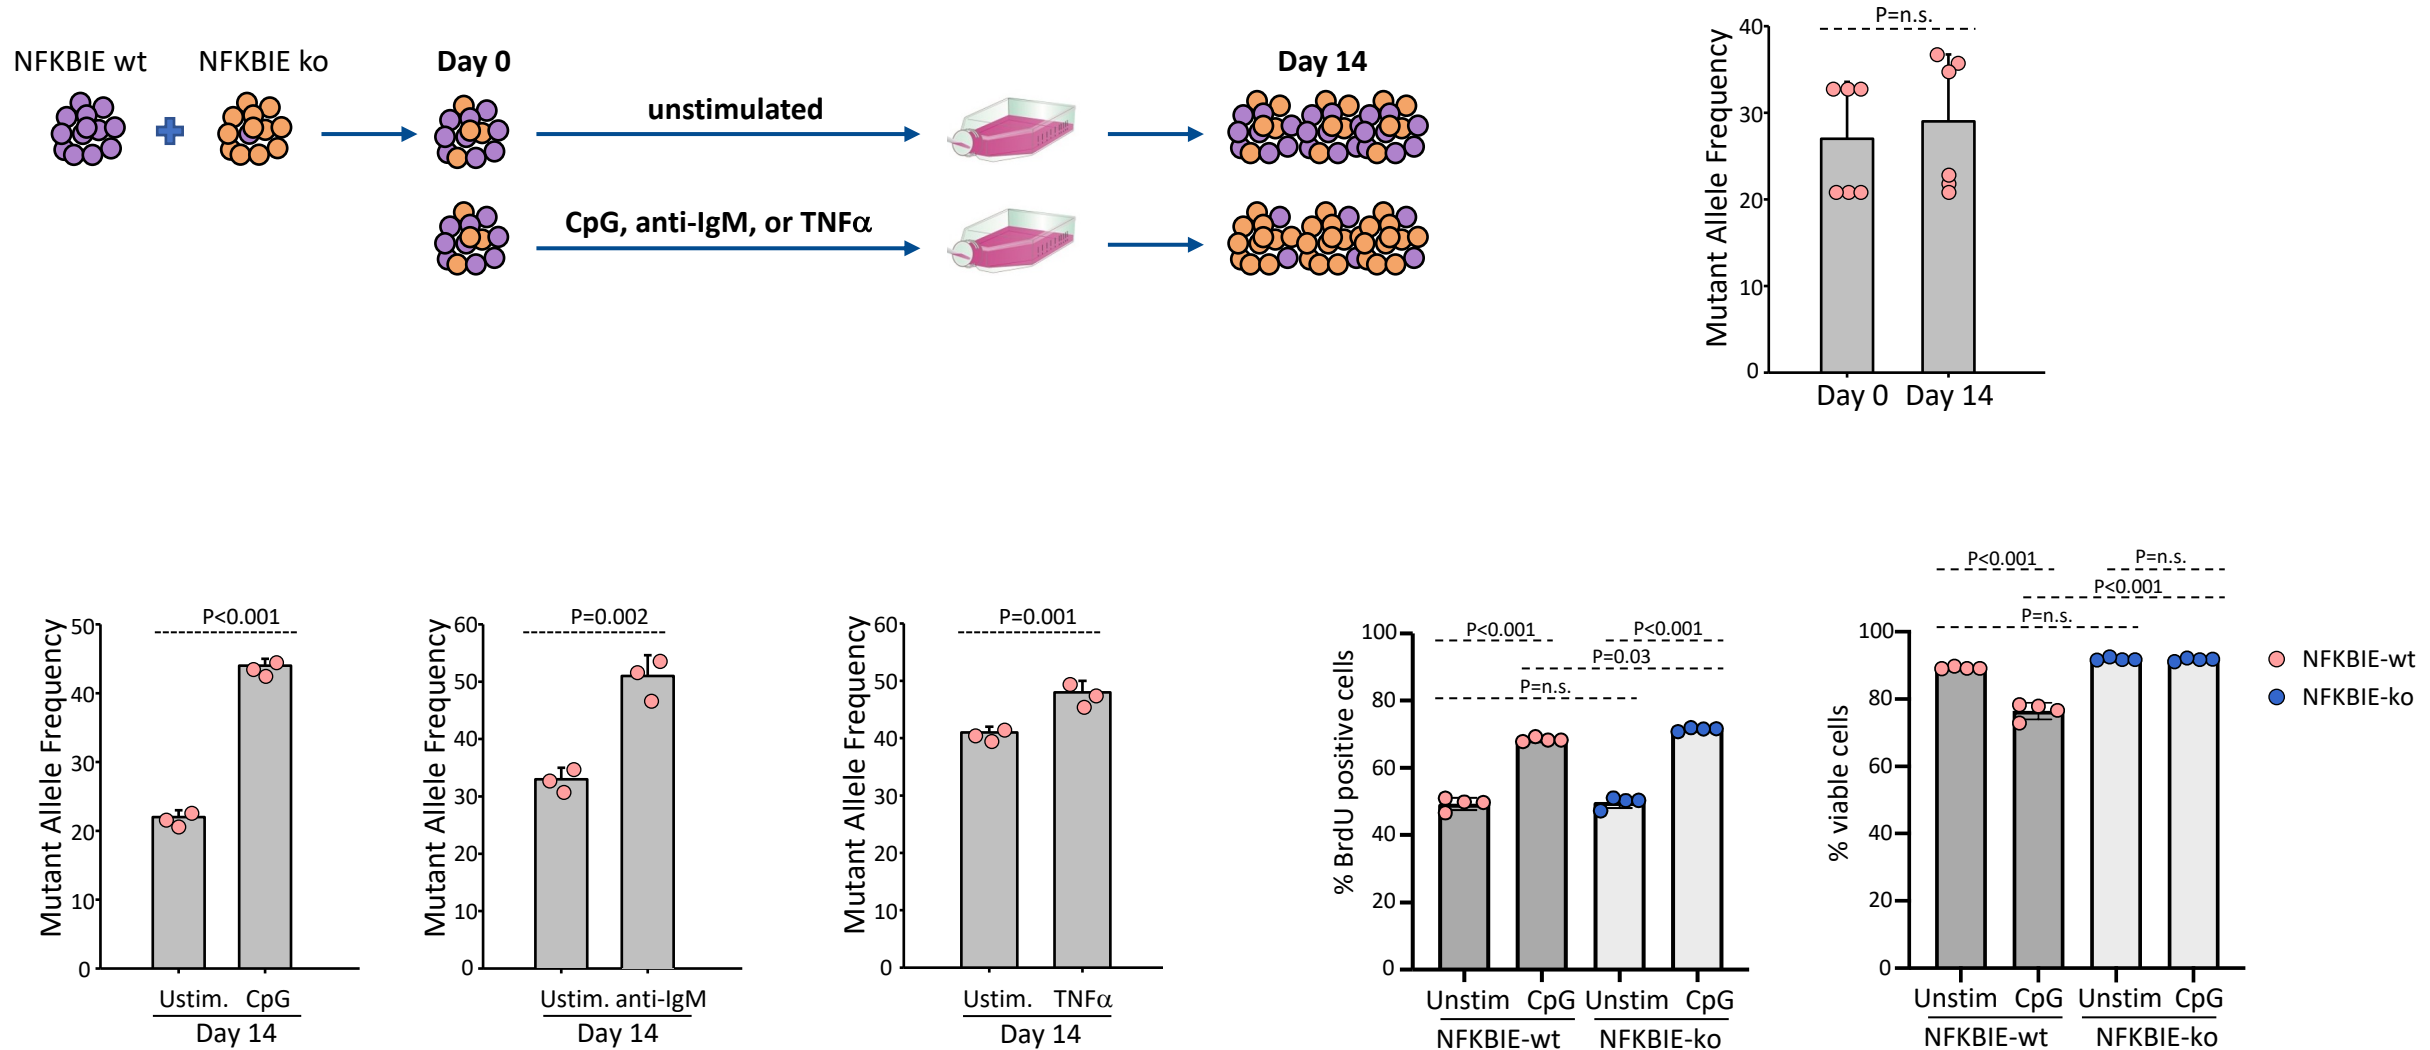 NFKBIE wt
NFKBIE ko
Day 0
unstimulated
Day 14
CpG, anti-IgM, or TNFα
P=n.s.
Mutant Allele Frequency
40
30
20
10
0
Day 0 Day 14
P<0.001
Mutant Allele Frequency
50
40
30
20
10
0
Ustim. CpG
Day 14
P=0.002
Mutant Allele Frequency
60
50
40
30
20
10
0
Ustim. anti-IgM
Day 14
P=0.001
Mutant Allele Frequency
60
50
40
30
20
10
0
Ustim. TNFα
Day 14
P<0.001
P<0.001
P=0.03
P=n.s.
% BrdU positive cells
100
80
60
40
20
0
Unstim CpG Unstim CpG
NFKBIE-wt NFKBIE-ko
P<0.001
P=n.s.
P<0.001
P=n.s.
% viable cells
100
80
60
40
20
0
Unstim CpG Unstim CpG
NFKBIE-wt NFKBIE-ko
NFKBIE-wt
NFKBIE-ko